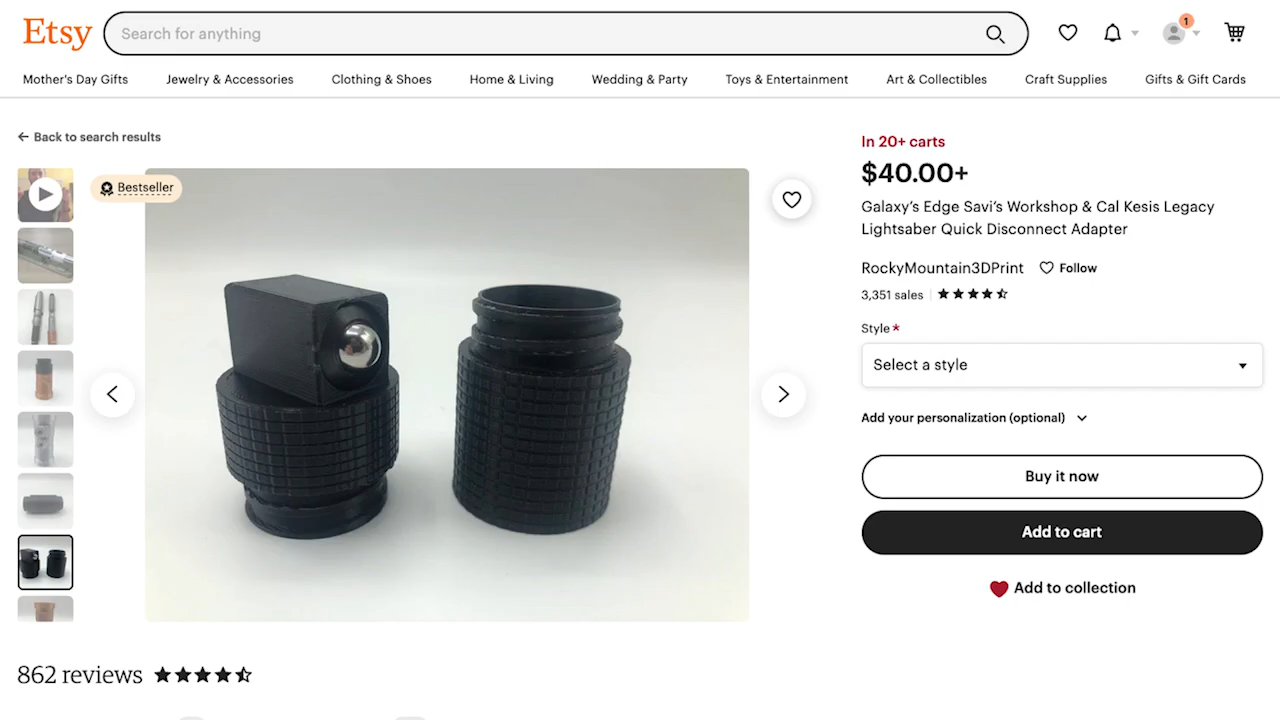 Etsy
Search for anything
1
Mother's Day Gifts
Jewelry & Accessories
Clothing & Shoes
Home & Living
Wedding & Party
Toys & Entertainment
Art & Collectibles
Craft Supplies
Gifts & Gift Cards
Back to search results
Bestseller
In 20+ carts
$40.00+
Galaxy’s Edge Savi’s Workshop & Cal Kesis Legacy
Lightsaber Quick Disconnect Adapter
RockyMountain3DPrint
Follow
3,351 sales
Style*
Select a style
Add your personalization (optional)
Buy it now
Add to cart
Add to collection
862 reviews